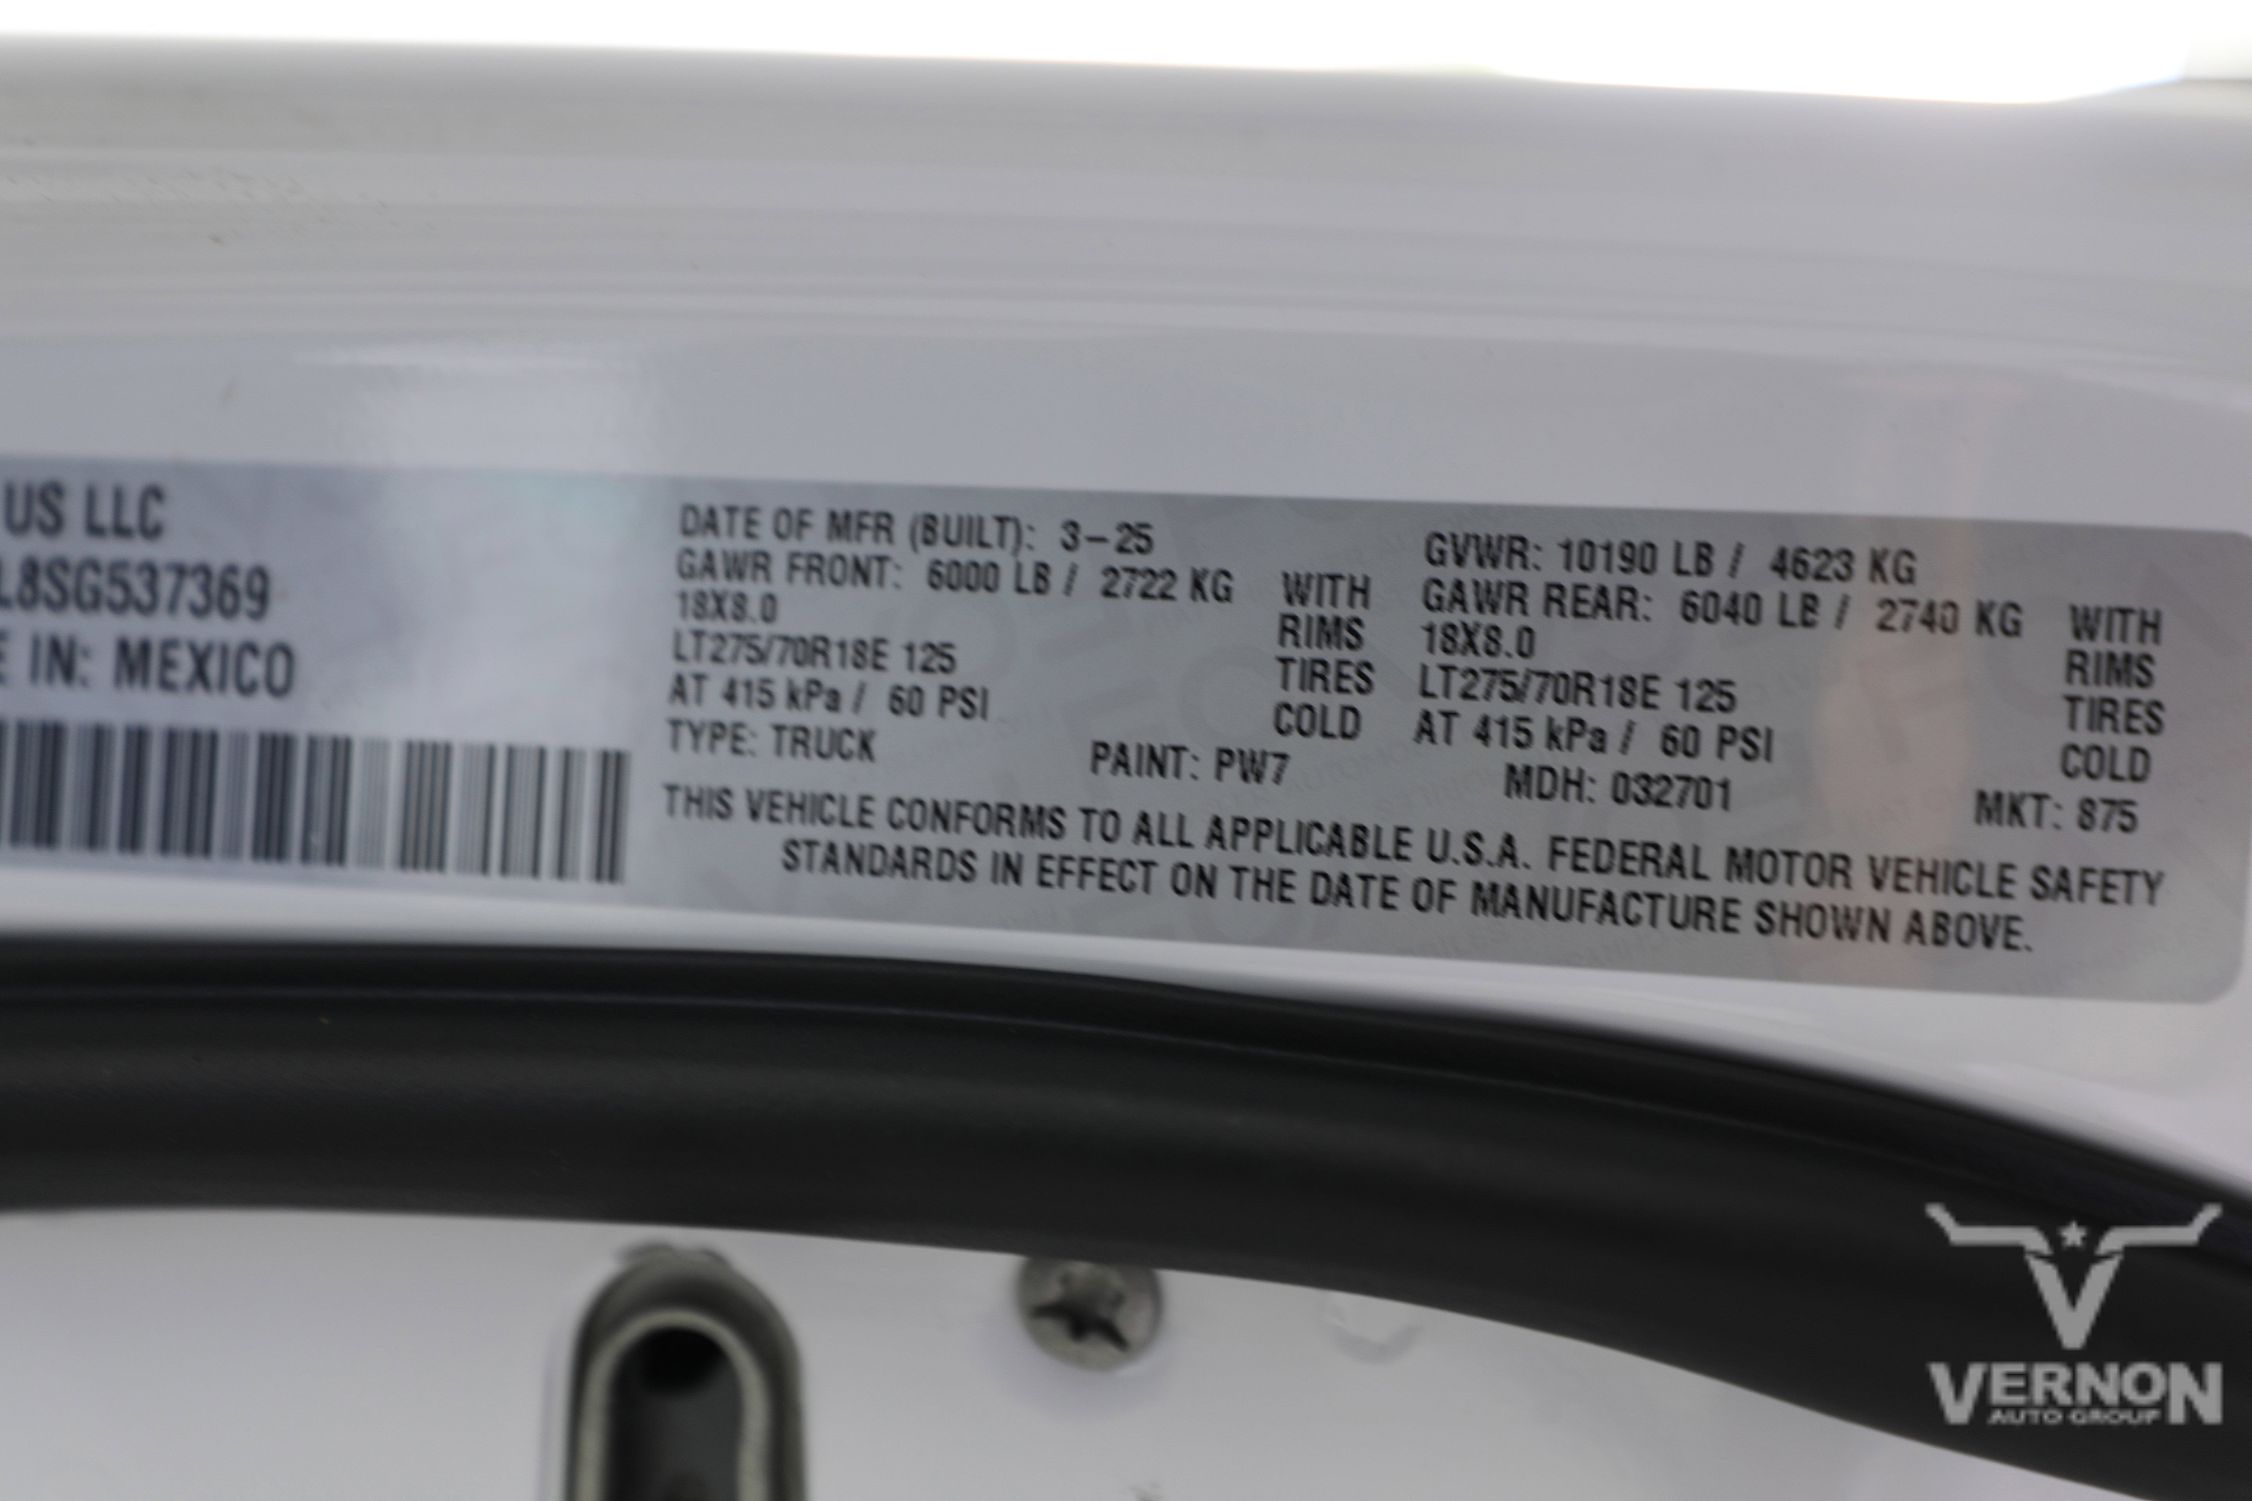 US LLC
L8SG537369
E IN: MEXICO
DATE OF MFR (BUILT): 3-25
GAWR FRONT: 6000 LB / 2722 KG WITH
18X8.0 RIMS
LT275/70R18E 125 TIRES
AT 415 kPa / 60 PSI COLD
TYPE: TRUCK PAINT: PW7
GVWR: 10190 LB / 4623 KG
GAWR REAR: 6040 LB / 2740 KG WITH
18X8.0 RIMS
LT275/70R18E 125 TIRES
AT 415 kPa / 60 PSI COLD
MDH: 032701 MKT: 875
THIS VEHICLE CONFORMS TO ALL APPLICABLE U.S.A. FEDERAL MOTOR VEHICLE SAFETY
STANDARDS IN EFFECT ON THE DATE OF MANUFACTURE SHOWN ABOVE.
VERNON
AUTO GROUP